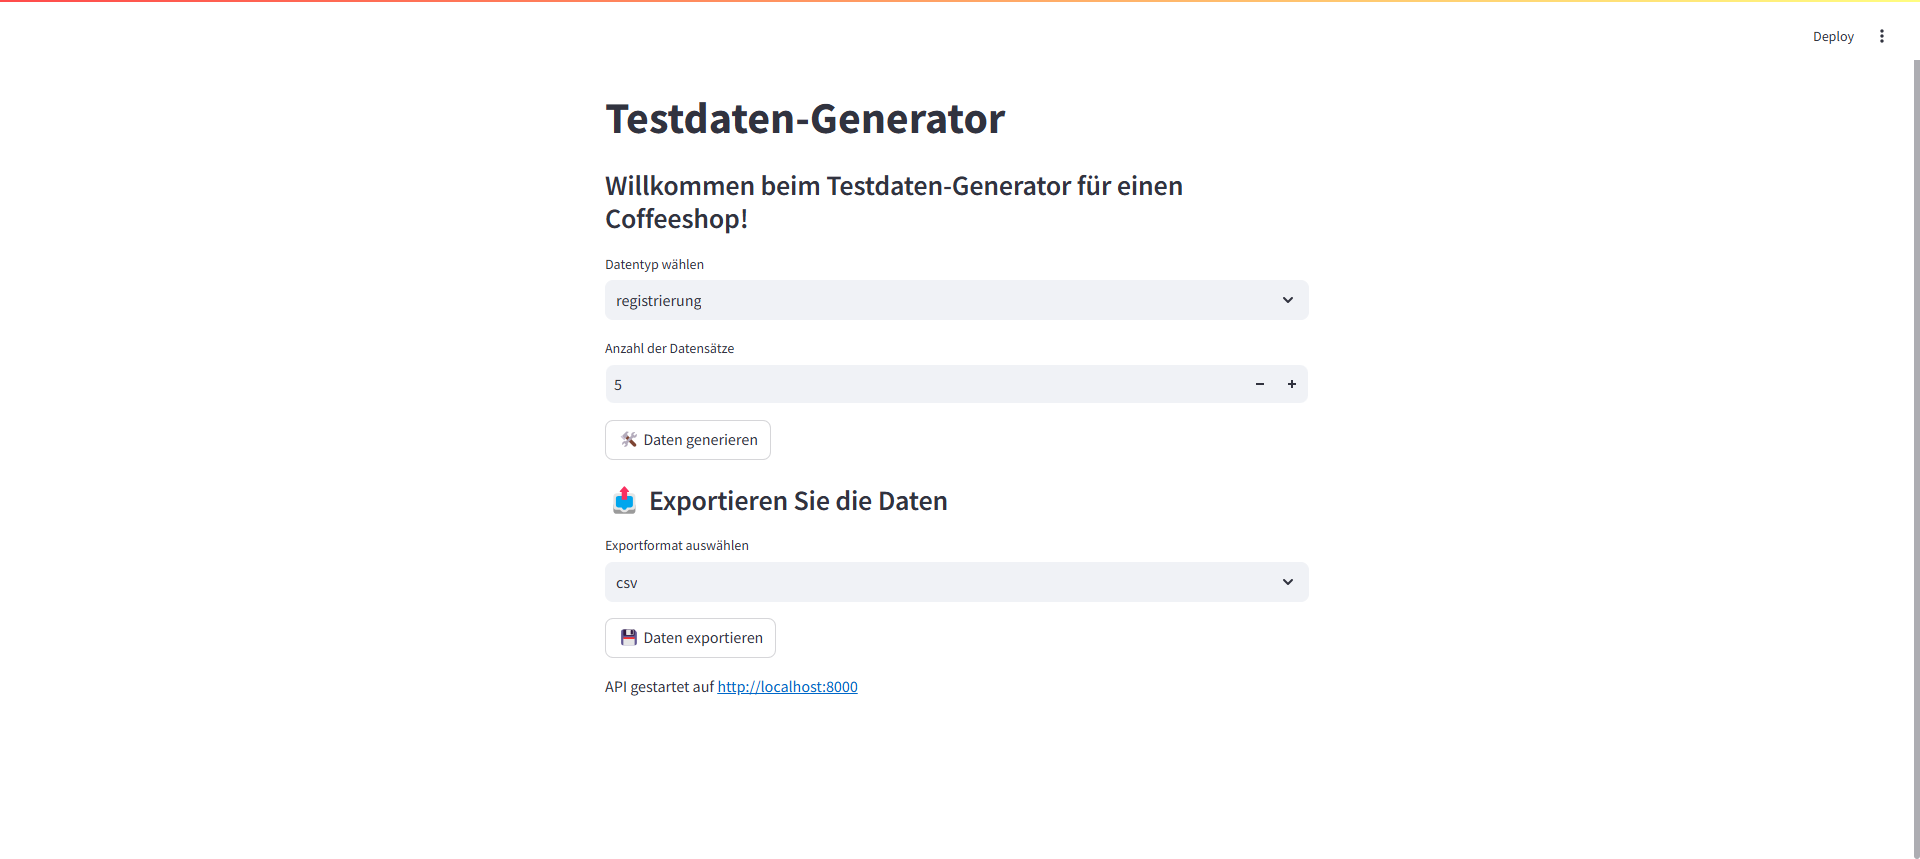 Deploy
Testdaten-Generator
Willkommen beim Testdaten-Generator für einen
Coffeeshop!
Datentyp wählen
registrierung
Anzahl der Datensätze
5
Daten generieren
Exportieren Sie die Daten
Exportformat auswählen
csv
Daten exportieren
API gestartet auf http://localhost:8000